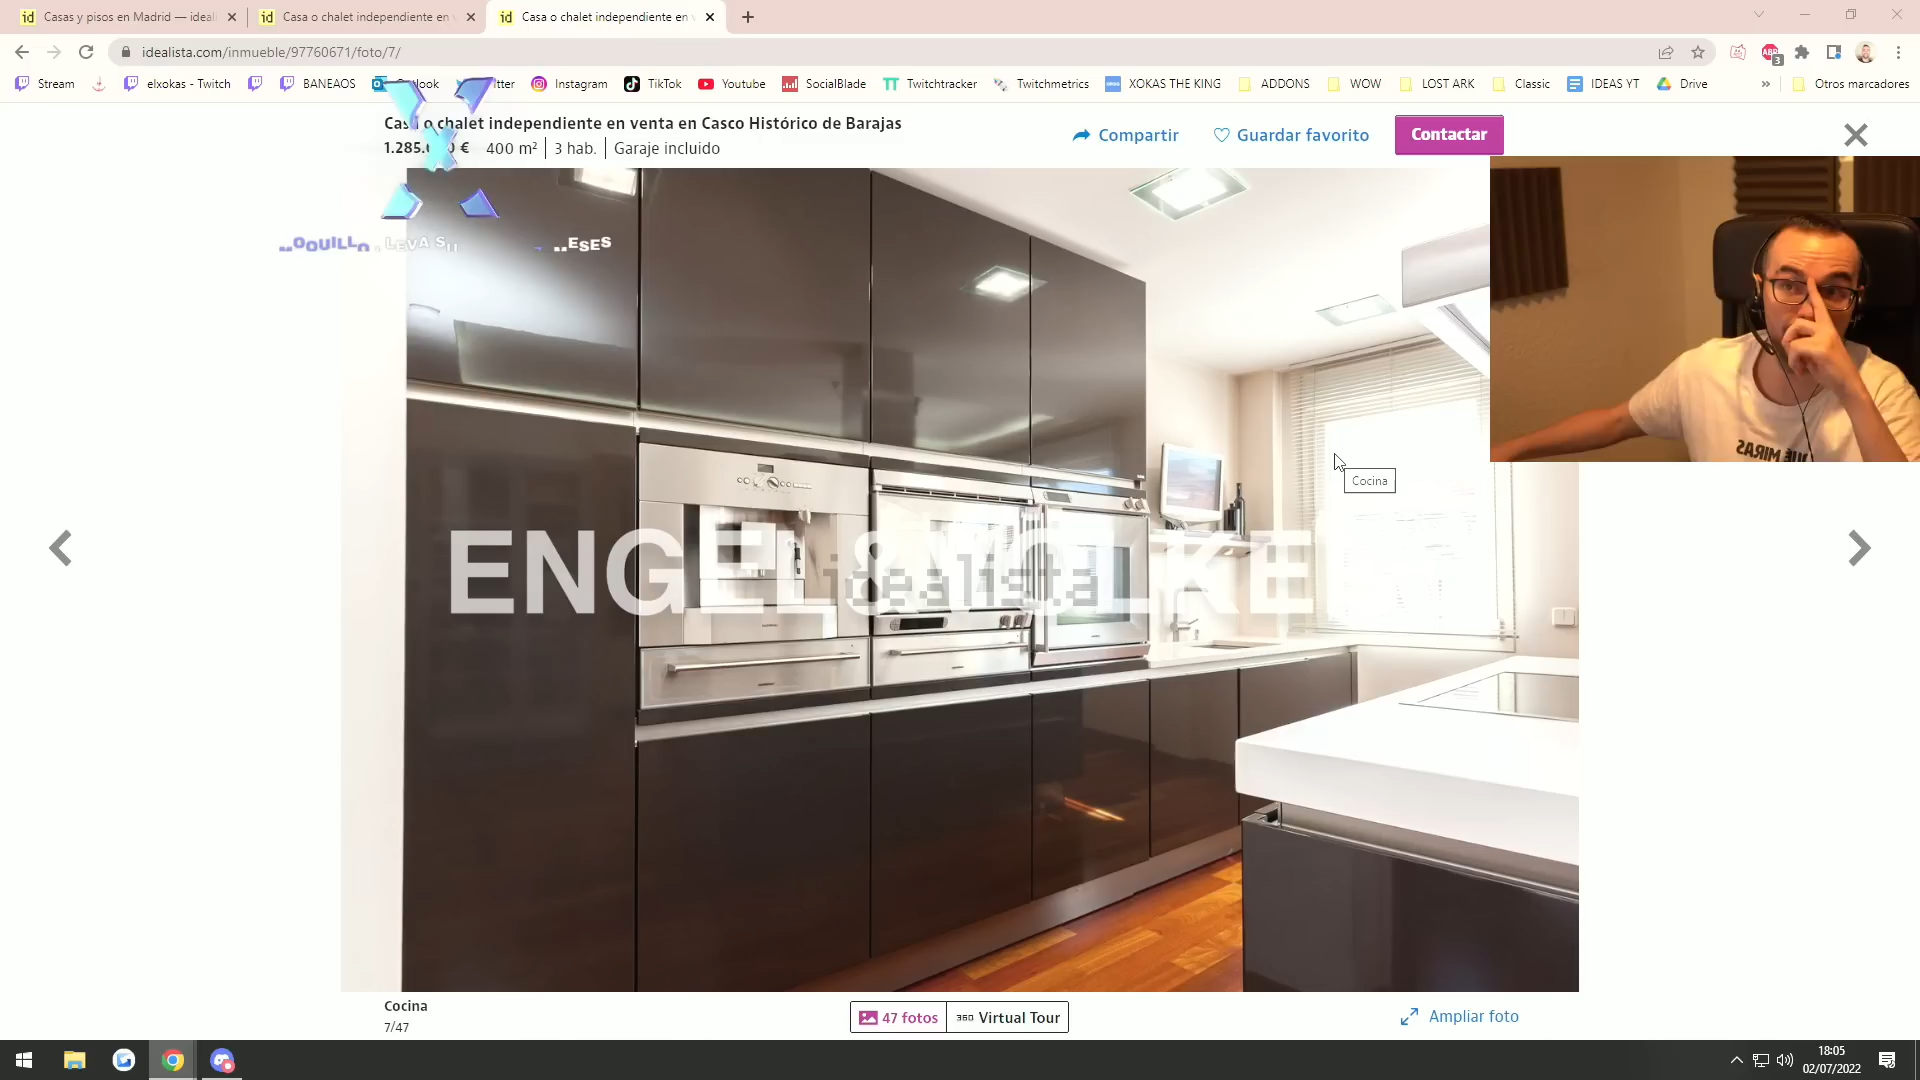 Casas y pisos en Madrid — ideal
Casa o chalet independiente en v
Casa o chalet independiente en v
idealista.com/inmueble/97760671/foto/7/
Stream
elxokas - Twitch
BANEAOS
Instagram
TikTok
Youtube
SocialBlade
Twitchtracker
Twitchmetrics
XOKAS THE KING
ADDONS
WOW
LOST ARK
Classic
IDEAS YT
Drive
Otros marcadores
chalet independiente en venta en Casco Histórico de Barajas
400 m² 3 hab. Garaje incluido
Compartir
Guardar favorito
Contactar
Cocina
ENGEL&VÖLKE
idealista
Cocina
7/47
47 fotos
360 Virtual Tour
Ampliar foto
18:05
02/07/2022